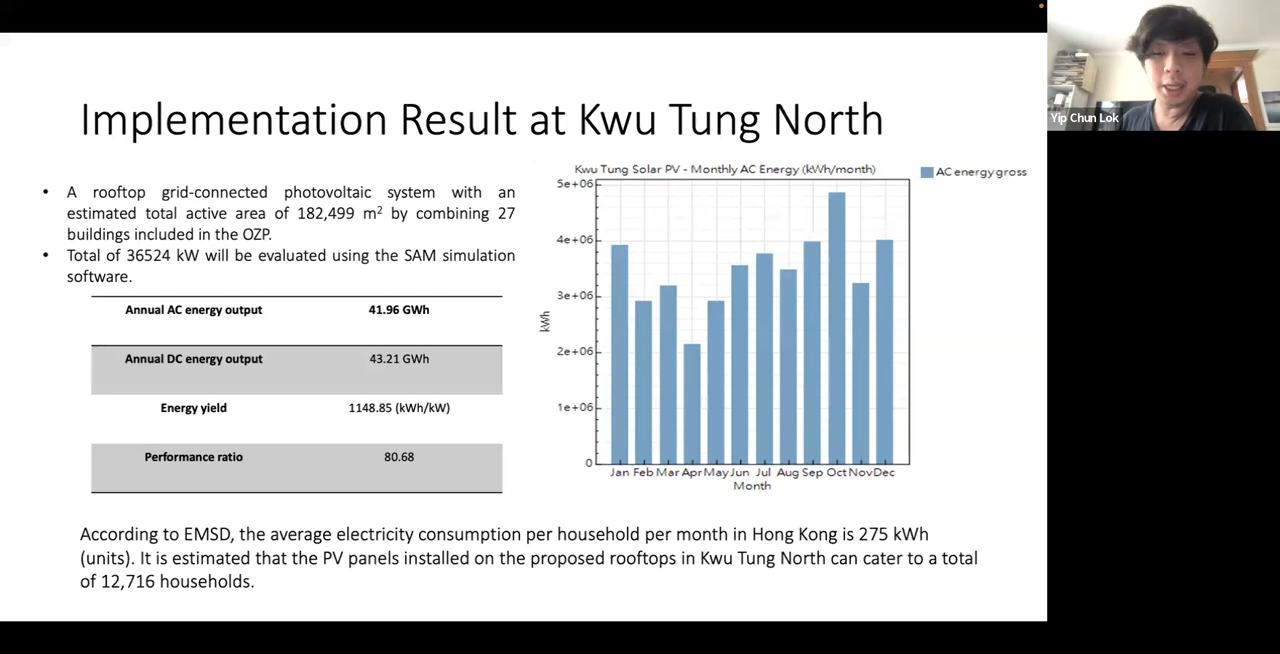 Implementation Result at Kwu Tung North
• A rooftop grid-connected photovoltaic system with an
estimated total active area of 182,499 m² by combining 27
buildings included in the OZP.
• Total of 36524 kW will be evaluated using the SAM simulation
software.
Annual AC energy output 41.96 GWh
Annual DC energy output 43.21 GWh
Energy yield 1148.85 (kWh/kW)
Performance ratio 80.68
Kwu Tung Solar PV - Monthly AC Energy (kWh/month)
AC energy gross
5e+06
4e+06
3e+06
2e+06
1e+06
0
kWh
Jan Feb Mar Apr May Jun Jul Aug Sep Oct Nov Dec
Month
According to EMSD, the average electricity consumption per household per month in Hong Kong is 275 kWh
(units). It is estimated that the PV panels installed on the proposed rooftops in Kwu Tung North can cater to a total
of 12,716 households.
Yip Chun Lok